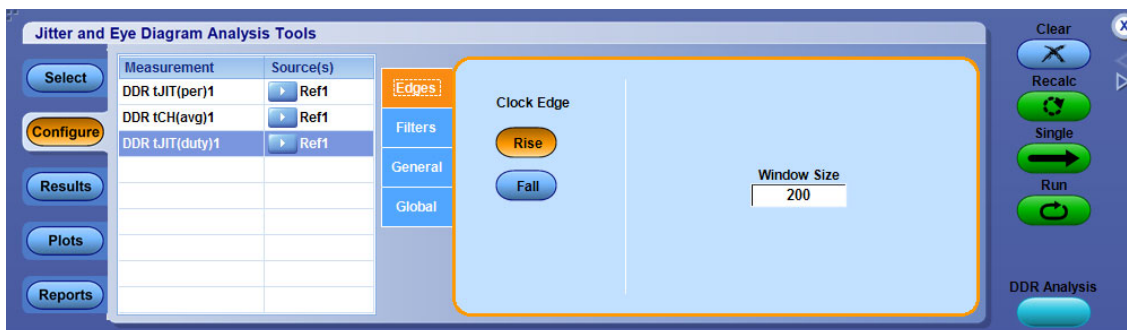 Jitter and Eye Diagram Analysis Tools
Select
Configure
Results
Plots
Reports
Measurement Source(s)
DDR tJIT(per)1 Ref1
DDR tCH(avg)1 Ref1
DDR tJIT(duty)1 Ref1
Edges
Filters
General
Global
Clock Edge
Rise
Fall
Window Size
200
Clear
X
Recalc
Single
Run
DDR Analysis